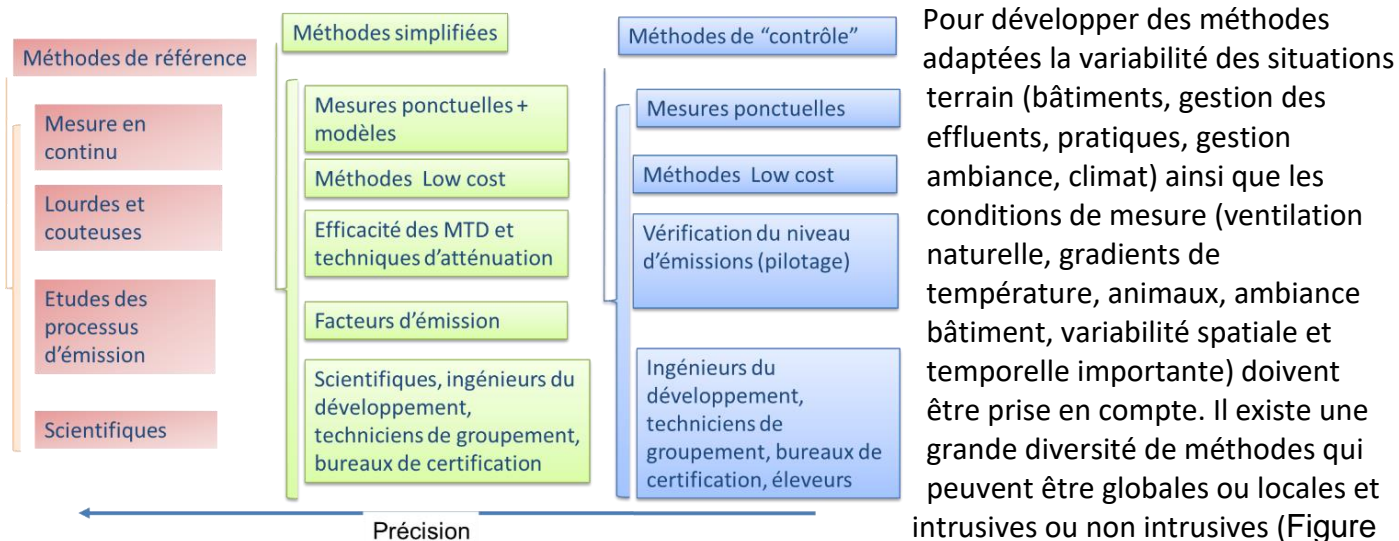 Méthodes de référence
Mesure en
continu
Lourdes et
couteuses
Etudes des
processus
d’émission
Scientifiques
Méthodes simplifiées
Mesures ponctuelles +
modèles
Méthodes Low cost
Efficacité des MTD et
techniques d’atténuation
Facteurs d’émission
Scientifiques, ingénieurs du
développement,
techniciens de groupement,
bureaux de certification
Méthodes de “contrôle”
Mesures ponctuelles
Méthodes Low cost
Vérification du niveau
d’émissions (pilotage)
Ingénieurs du
développement,
techniciens de
groupement, bureaux de
certification, éleveurs
Précision
Pour développer des méthodes
adaptées la variabilité des situations
terrain (bâtiments, gestion des
effluents, pratiques, gestion
ambiance, climat) ainsi que les
conditions de mesure (ventilation
naturelle, gradients de
température, animaux, ambiance
bâtiment, variabilité spatiale et
temporelle importante) doivent
être prise en compte. Il existe une
grande diversité de méthodes qui
peuvent être globales ou locales et
intrusives ou non intrusives (Figure